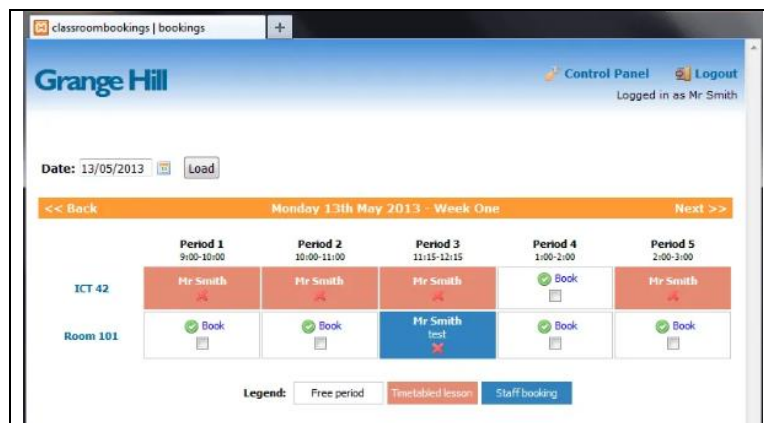 classroombookings | bookings
Grange Hill
Control Panel Logout
Logged in as Mr Smith
Date: 13/05/2013 Load
<< Back Monday 13th May 2013 - Week One Next >>
Period 1 Period 2 Period 3 Period 4 Period 5
9:00-10:00 10:00-11:00 11:15-12:15 1:00-2:00 2:00-3:00
ICT 42 Mr Smith Mr Smith Mr Smith Book Mr Smith
Room 101 Book Book Mr Smith Book Book
test
Legend: Free period Timetabled lesson Staff booking